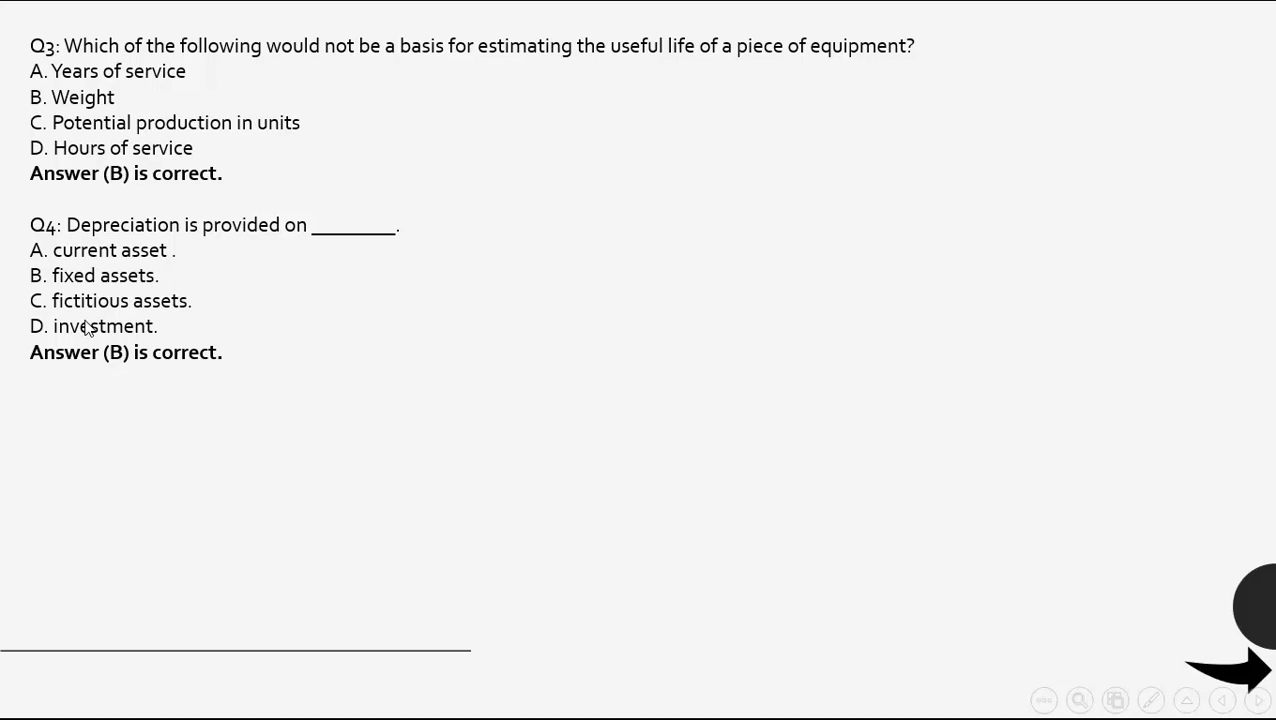 Q3: Which of the following would not be a basis for estimating the useful life of a piece of equipment?
A. Years of service
B. Weight
C. Potential production in units
D. Hours of service
Answer (B) is correct.
Q4: Depreciation is provided on ________.
A. current asset .
B. fixed assets.
C. fictitious assets.
D. investment.
Answer (B) is correct.